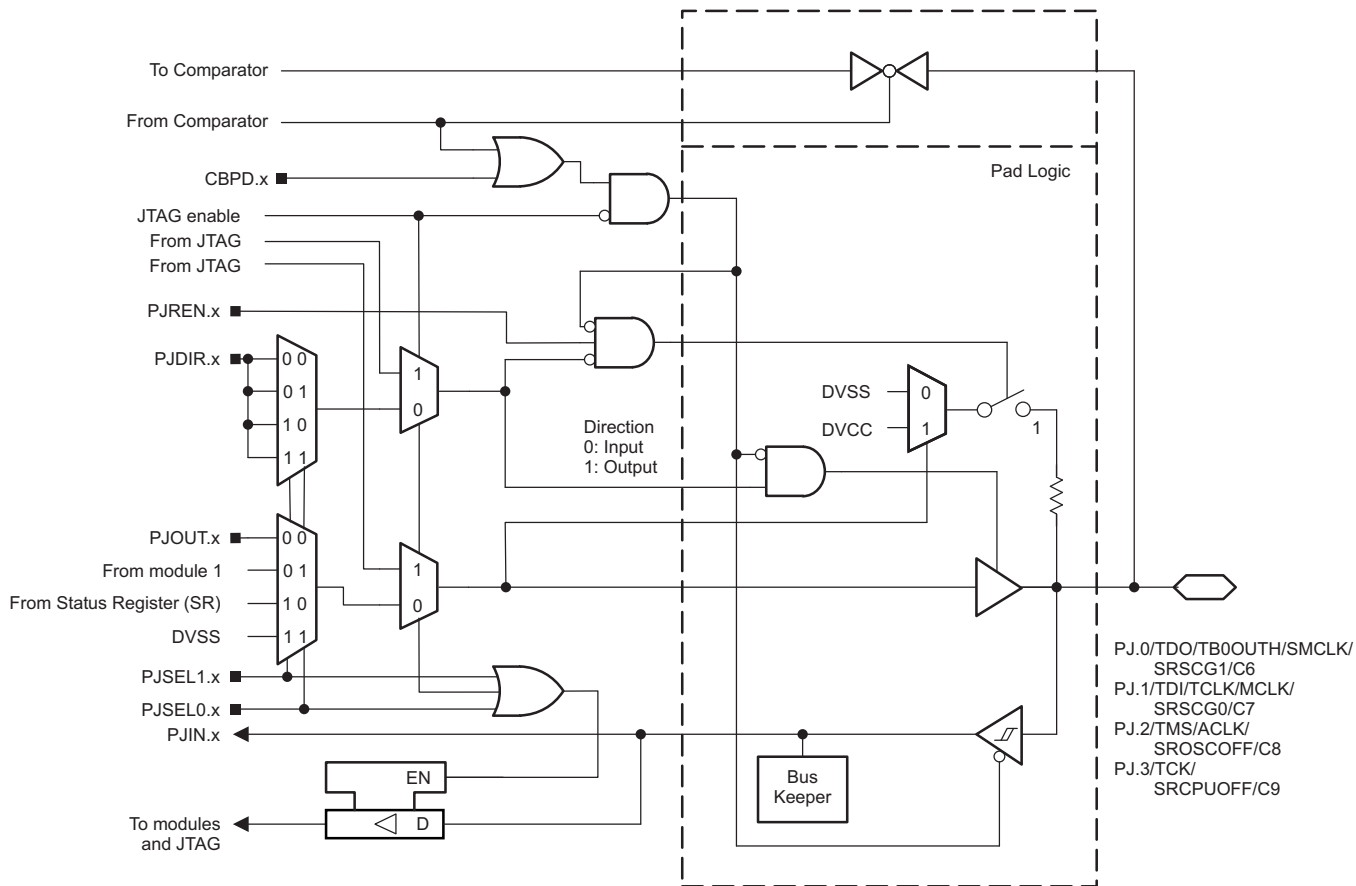 To Comparator
From Comparator
Pad Logic
CBPD.x
JTAG enable
From JTAG
From JTAG
PJREN.x
PJDIR.x
0 0
0 1
1 0
1 1
1
0
Direction
0: Input
1: Output
DVSS
DVCC
0
1
1
PJOUT.x
From module 1
From Status Register (SR)
DVSS
0 0
0 1
1 0
1 1
1
0
PJSEL1.x
PJSEL0.x
PJIN.x
EN
D
To modules
and JTAG
Bus
Keeper
PJ.0/TDO/TB0OUTH/SMCLK/
SRSCG1/C6
PJ.1/TDI/TCLK/MCLK/
SRSCG0/C7
PJ.2/TMS/ACLK/
SROSCOFF/C8
PJ.3/TCK/
SRCPUOFF/C9